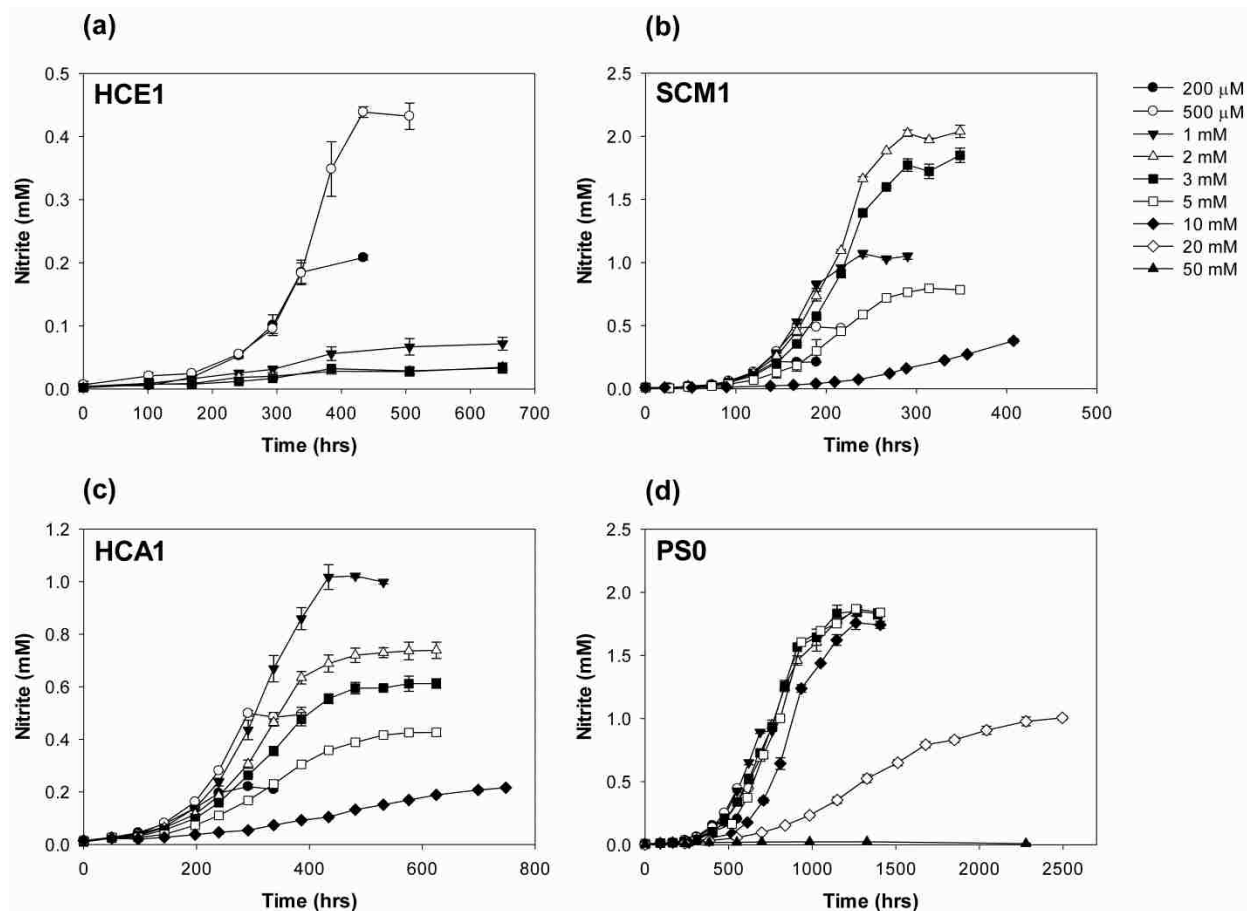 (a)
HCE1
Nitrite (mM)
0.5
0.4
0.3
0.2
0.1
0.0
0 100 200 300 400 500 600 700
Time (hrs)
(b)
SCM1
Nitrite (mM)
2.5
2.0
1.5
1.0
0.5
0.0
0 100 200 300 400 500
Time (hrs)
200 μM
500 μM
1 mM
2 mM
3 mM
5 mM
10 mM
20 mM
50 mM
(c)
HCA1
Nitrite (mM)
1.2
1.0
0.8
0.6
0.4
0.2
0.0
0 200 400 600 800
Time (hrs)
(d)
PS0
Nitrite (mM)
2.5
2.0
1.5
1.0
0.5
0.0
0 500 1000 1500 2000 2500
Time (hrs)